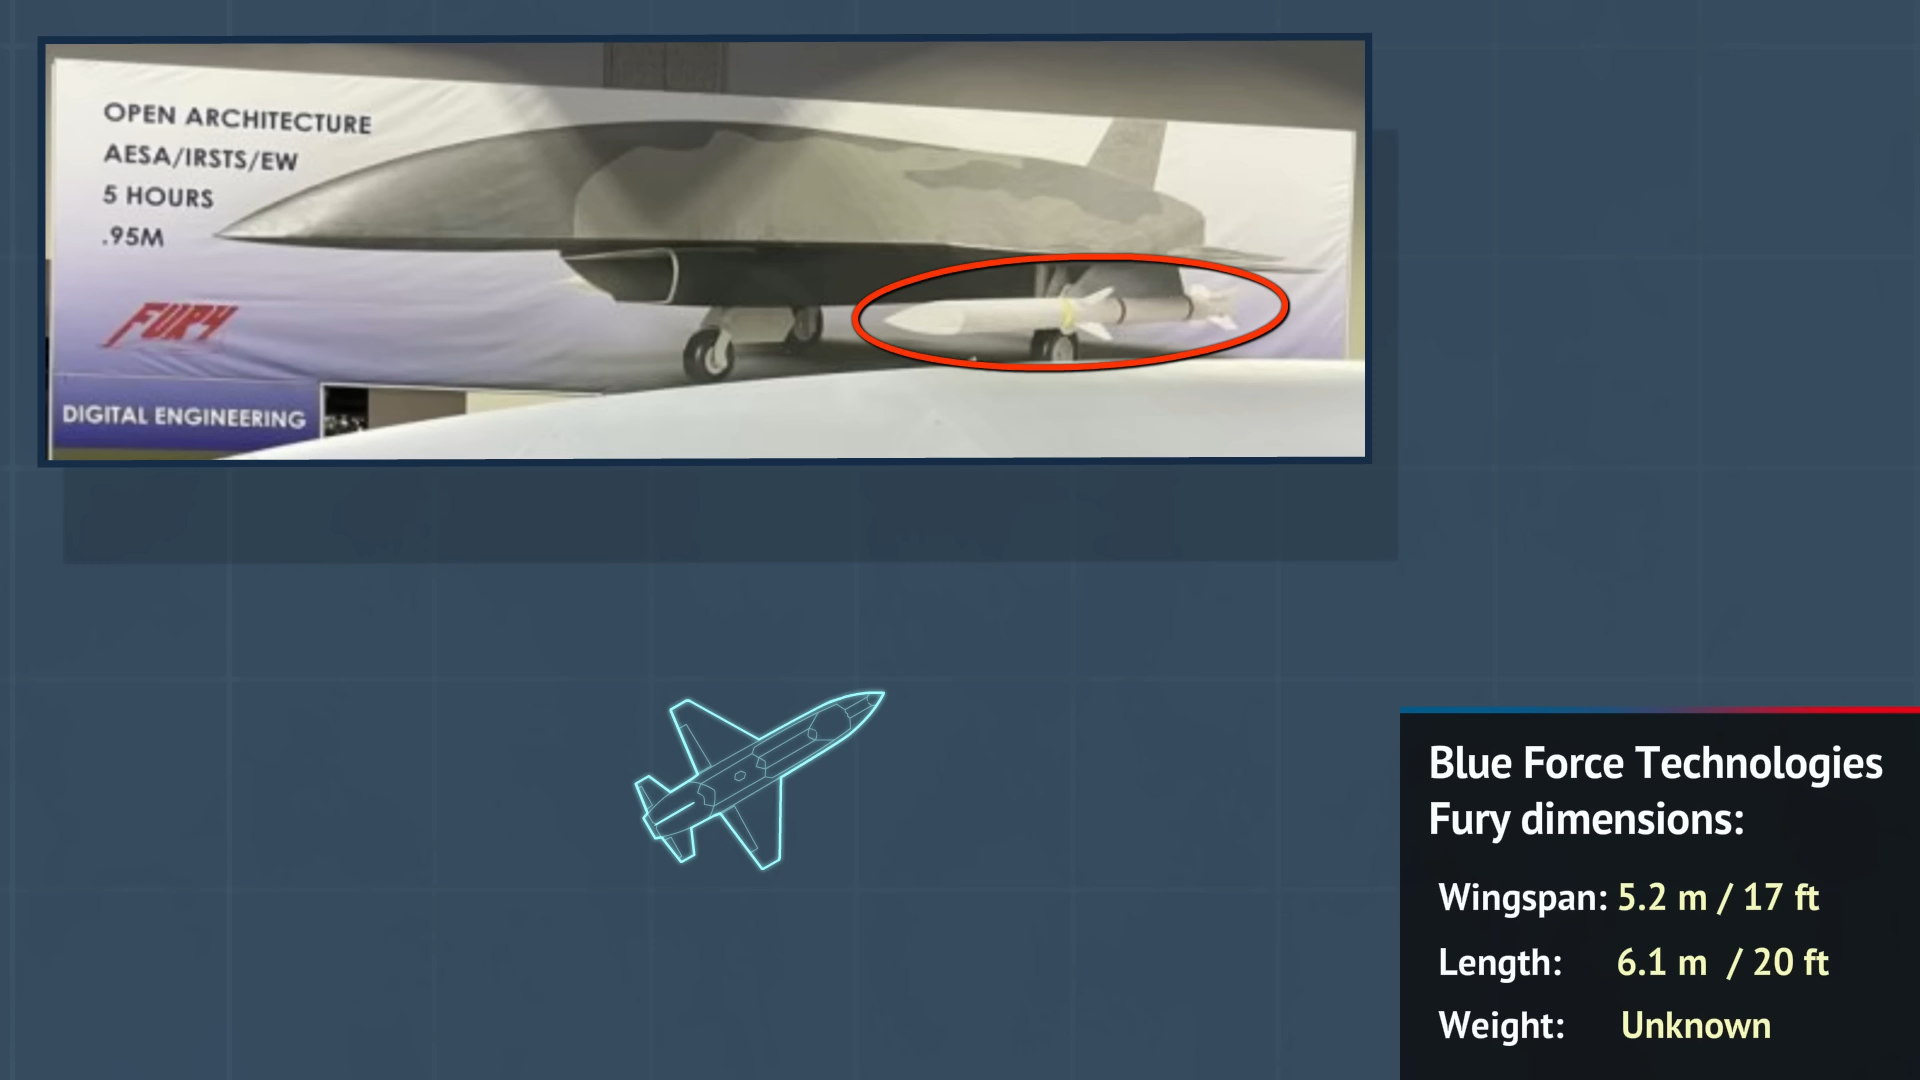 OPEN ARCHITECTURE
AESA/IRSTS/EW
5 HOURS
.95M
FURY
DIGITAL ENGINEERING
Blue Force Technologies
Fury dimensions:
Wingspan: 5.2 m / 17 ft
Length: 6.1 m / 20 ft
Weight: Unknown